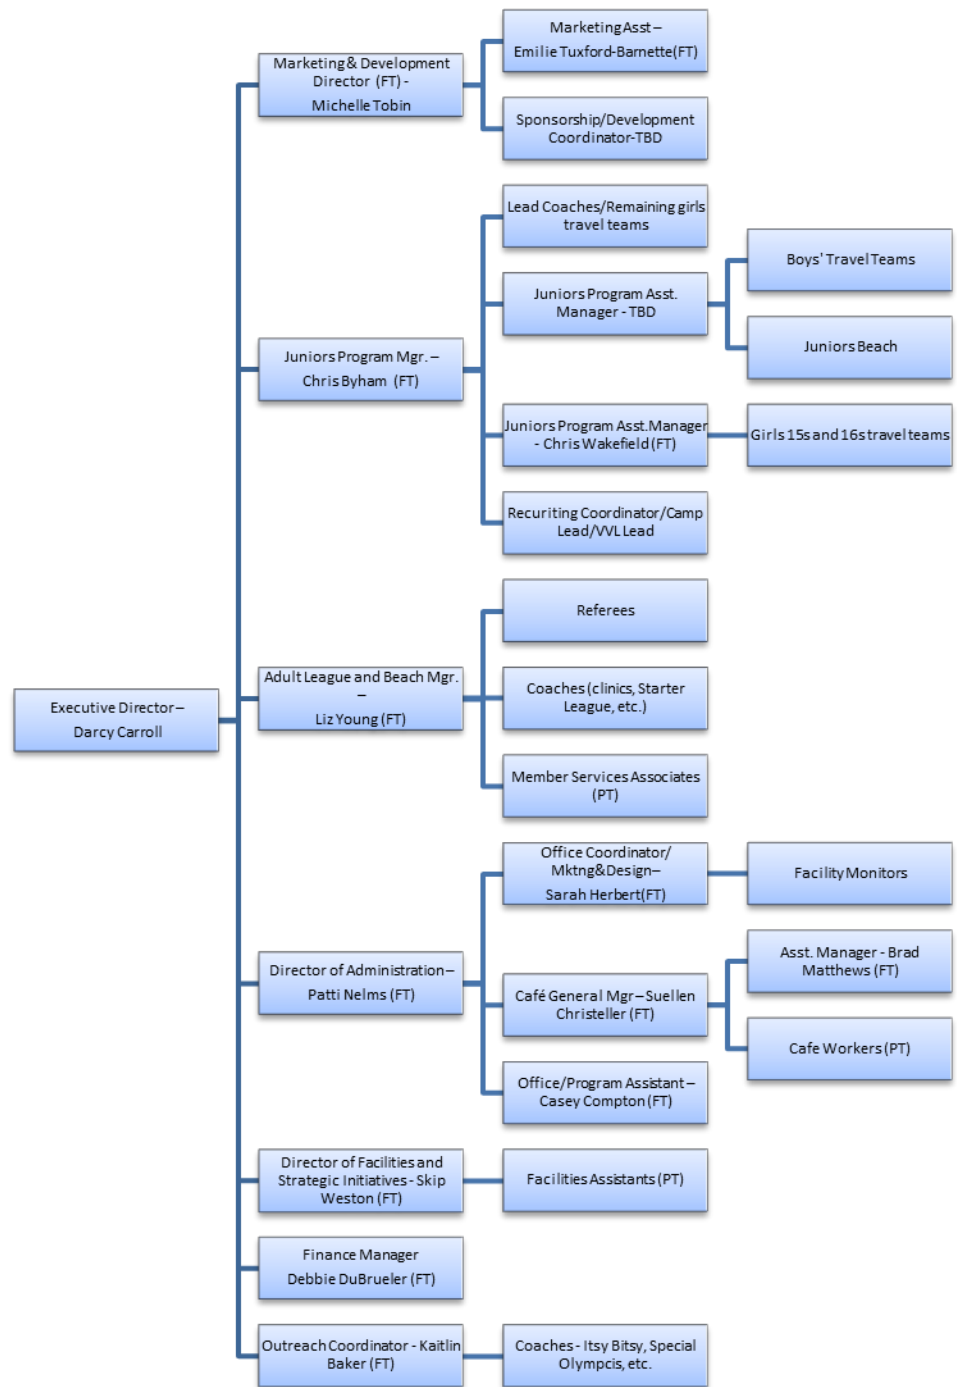 Executive Director –
Darcy Carroll
Marketing & Development
Director (FT) -
Michelle Tobin
Marketing Asst –
Emilie Tuxford-Barnette(FT)
Sponsorship/Development
Coordinator-TBD
Juniors Program Mgr. –
Chris Byham (FT)
Lead Coaches/Remaining girls
travel teams
Juniors Program Asst.
Manager - TBD
Boys' Travel Teams
Juniors Beach
Juniors Program Asst.Manager
- Chris Wakefield (FT)
Girls 15s and 16s travel teams
Recuriting Coordinator/Camp
Lead/VVL Lead
Adult League and Beach Mgr.
–
Liz Young (FT)
Referees
Coaches (clinics, Starter
League, etc.)
Member Services Associates
(PT)
Director of Administration –
Patti Nelms (FT)
Office Coordinator/
Mktng&Design–
Sarah Herbert(FT)
Facility Monitors
Café General Mgr – Suellen
Christeller (FT)
Asst. Manager - Brad
Matthews (FT)
Cafe Workers (PT)
Office/Program Assistant –
Casey Compton (FT)
Director of Facilities and
Strategic Initiatives - Skip
Weston (FT)
Facilities Assistants (PT)
Finance Manager
Debbie DuBrueler (FT)
Outreach Coordinator - Kaitlin
Baker (FT)
Coaches - Itsy Bitsy, Special
Olympcis, etc.